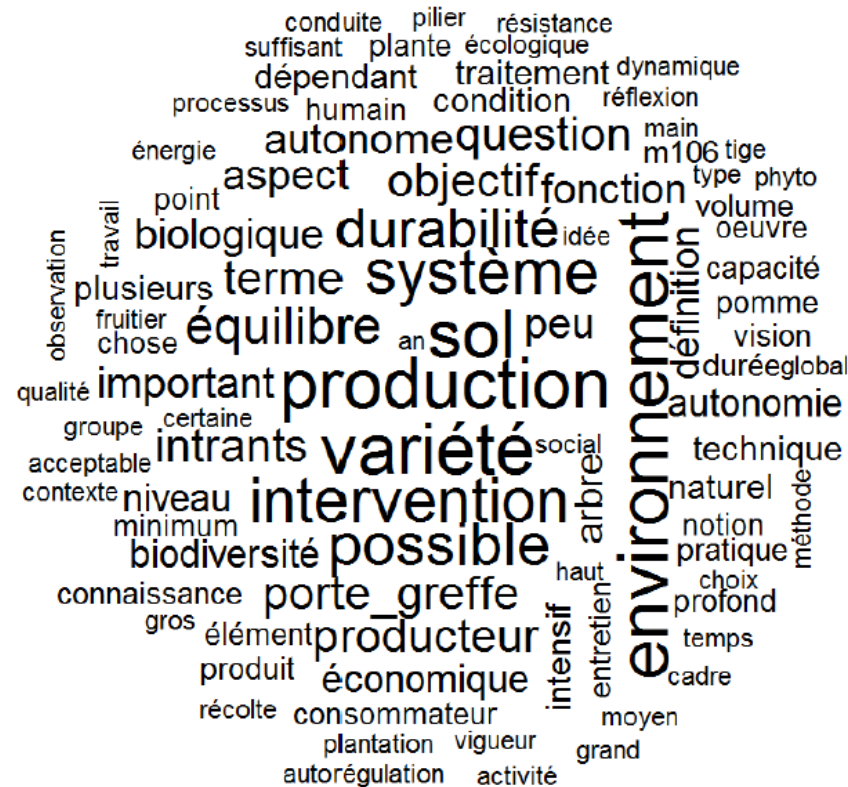 conduite pilier résistance
suffisant plante écologique
dépendant traitement dynamique
processus humain condition réflexion
énergie autonome question main
m106 tige
aspect objectif fonction type phyto
point volume
travail biologique durabilité idée oeuvre
observation plusieurs terme système environnement définition capacité
fruitier pomme
chose équilibre an sol peu vision
durée global
qualité important production autonomie
groupe certaine
acceptable intrants variété social technique
contexte niveau intervention arbre naturel méthode
minimum notion
biodiversité possible pratique
haut choix
connaissance porte_greffe profond
gros élément producteur intensif entretien temps
produit économique cadre
récolte consommateur moyen
plantation vigueur grand
autorégulation activité